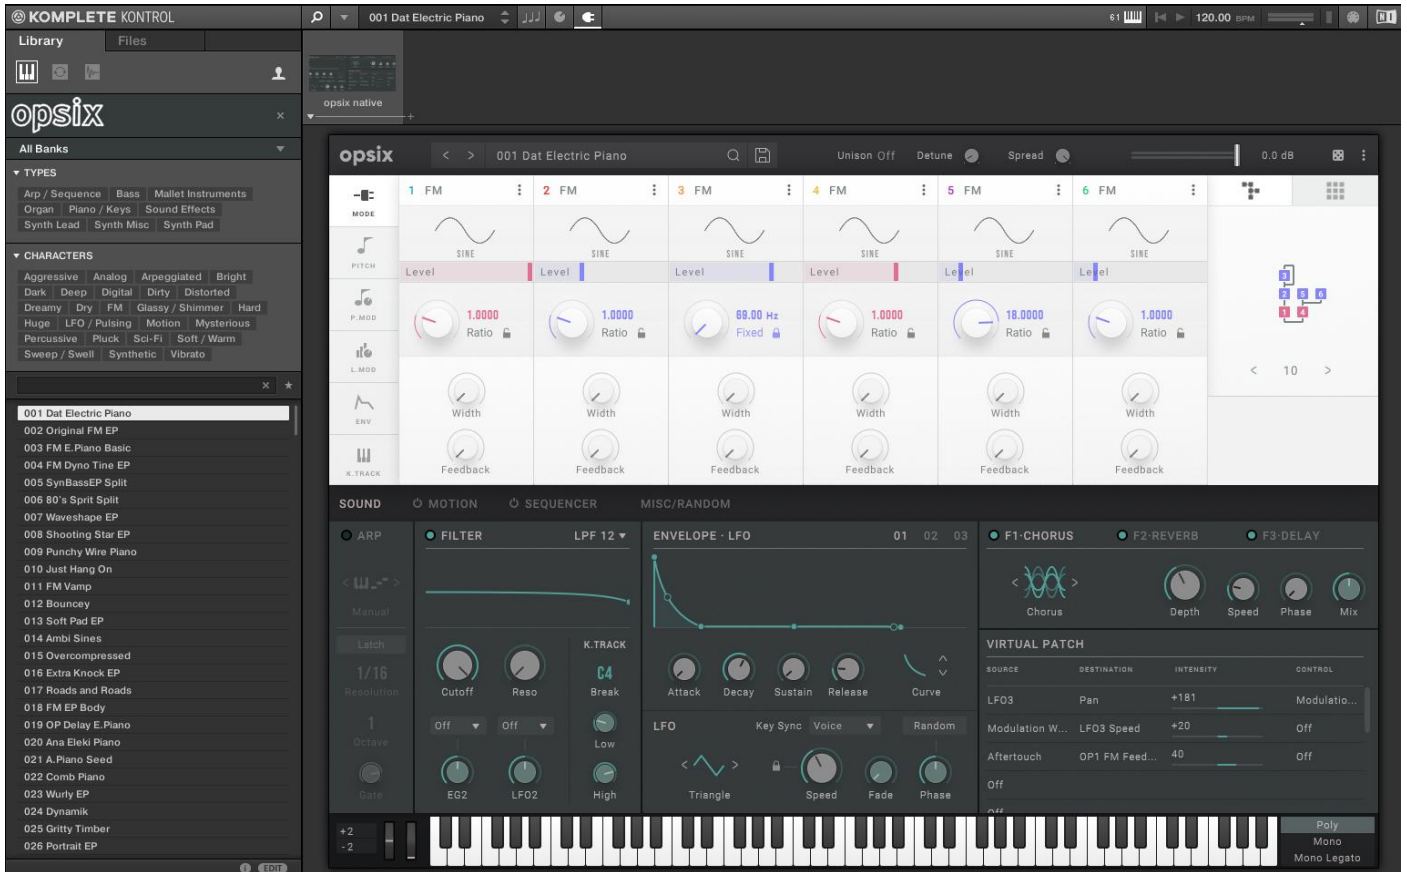 KOMPLETE KONTROL
001 Dat Electric Piano
61
120.00 BPM
Library Files
opsix
opsix native
All Banks
TYPES
Arp / Sequence Bass Mallet Instruments
Organ Piano / Keys Sound Effects
Synth Lead Synth Misc Synth Pad
CHARACTERS
Aggressive Analog Arpeggiated Bright
Dark Deep Digital Dirty Distorted
Dreamy Dry FM Glassy / Shimmer Hard
Huge LFO / Pulsing Motion Mysterious
Percussive Pluck Sci-Fi Soft / Warm
Sweep / Swell Synthetic Vibrato
001 Dat Electric Piano
002 Original FM EP
003 FM E.Piano Basic
004 FM Dyno Tine EP
005 SynBassEP Split
006 80's Sprit Split
007 Waveshape EP
008 Shooting Star EP
009 Punchy Wire Piano
010 Just Hang On
011 FM Vamp
012 Bouncey
013 Soft Pad EP
014 Ambi Sines
015 Overcompressed
016 Extra Knock EP
017 Roads and Roads
018 FM EP Body
019 OP Delay E.Piano
020 Ana Eleki Piano
021 A.Piano Seed
022 Comb Piano
023 Wurly EP
024 Dynamik
025 Gritty Timber
026 Portrait EP
EDIT
opsix < > 001 Dat Electric Piano Unison Off Detune Spread 0.0 dB
MODE
PITCH
P.MOD
L.MOD
ENV
K.TRACK
1 FM 2 FM 3 FM 4 FM 5 FM 6 FM
SINE SINE SINE SINE SINE SINE
Level Level Level Level Level Level
1.0000 1.0000 69.00 Hz 1.0000 18.0000 1.0000
Ratio Ratio Fixed Ratio Ratio Ratio
Width Width Width Width Width Width
Feedback Feedback Feedback Feedback Feedback Feedback
3
2 5 6
1 4
< 10 >
SOUND MOTION SEQUENCER MISC/RANDOM
ARP
Manual
Latch
1/16
Resolution
1
Octave
Gate
FILTER LPF 12
Cutoff Reso
K.TRACK
C4
Break
Low
High
Off Off
EG2 LFO2
ENVELOPE · LFO 01 02 03
Attack Decay Sustain Release Curve
LFO Key Sync Voice Random
Triangle Speed Fade Phase
F1·CHORUS F2·REVERB F3·DELAY
Chorus Depth Speed Phase Mix
VIRTUAL PATCH
SOURCE DESTINATION INTENSITY CONTROL
LFO3 Pan +181 Modulatio...
Modulation W... LFO3 Speed +20 Off
Aftertouch OP1 FM Feed... 40 Off
Off
Off
+2
-2
Poly
Mono
Mono Legato